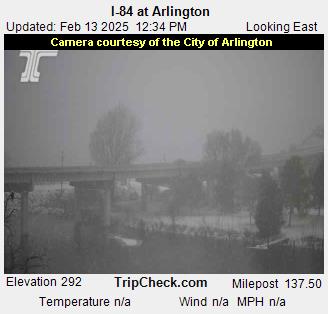 I-84 at Arlington
Updated: Feb 13 2025 12:34 PM Looking East
Camera courtesy of the City of Arlington
Elevation 292 TripCheck.com Milepost 137.50
Temperature n/a Wind n/a MPH n/a